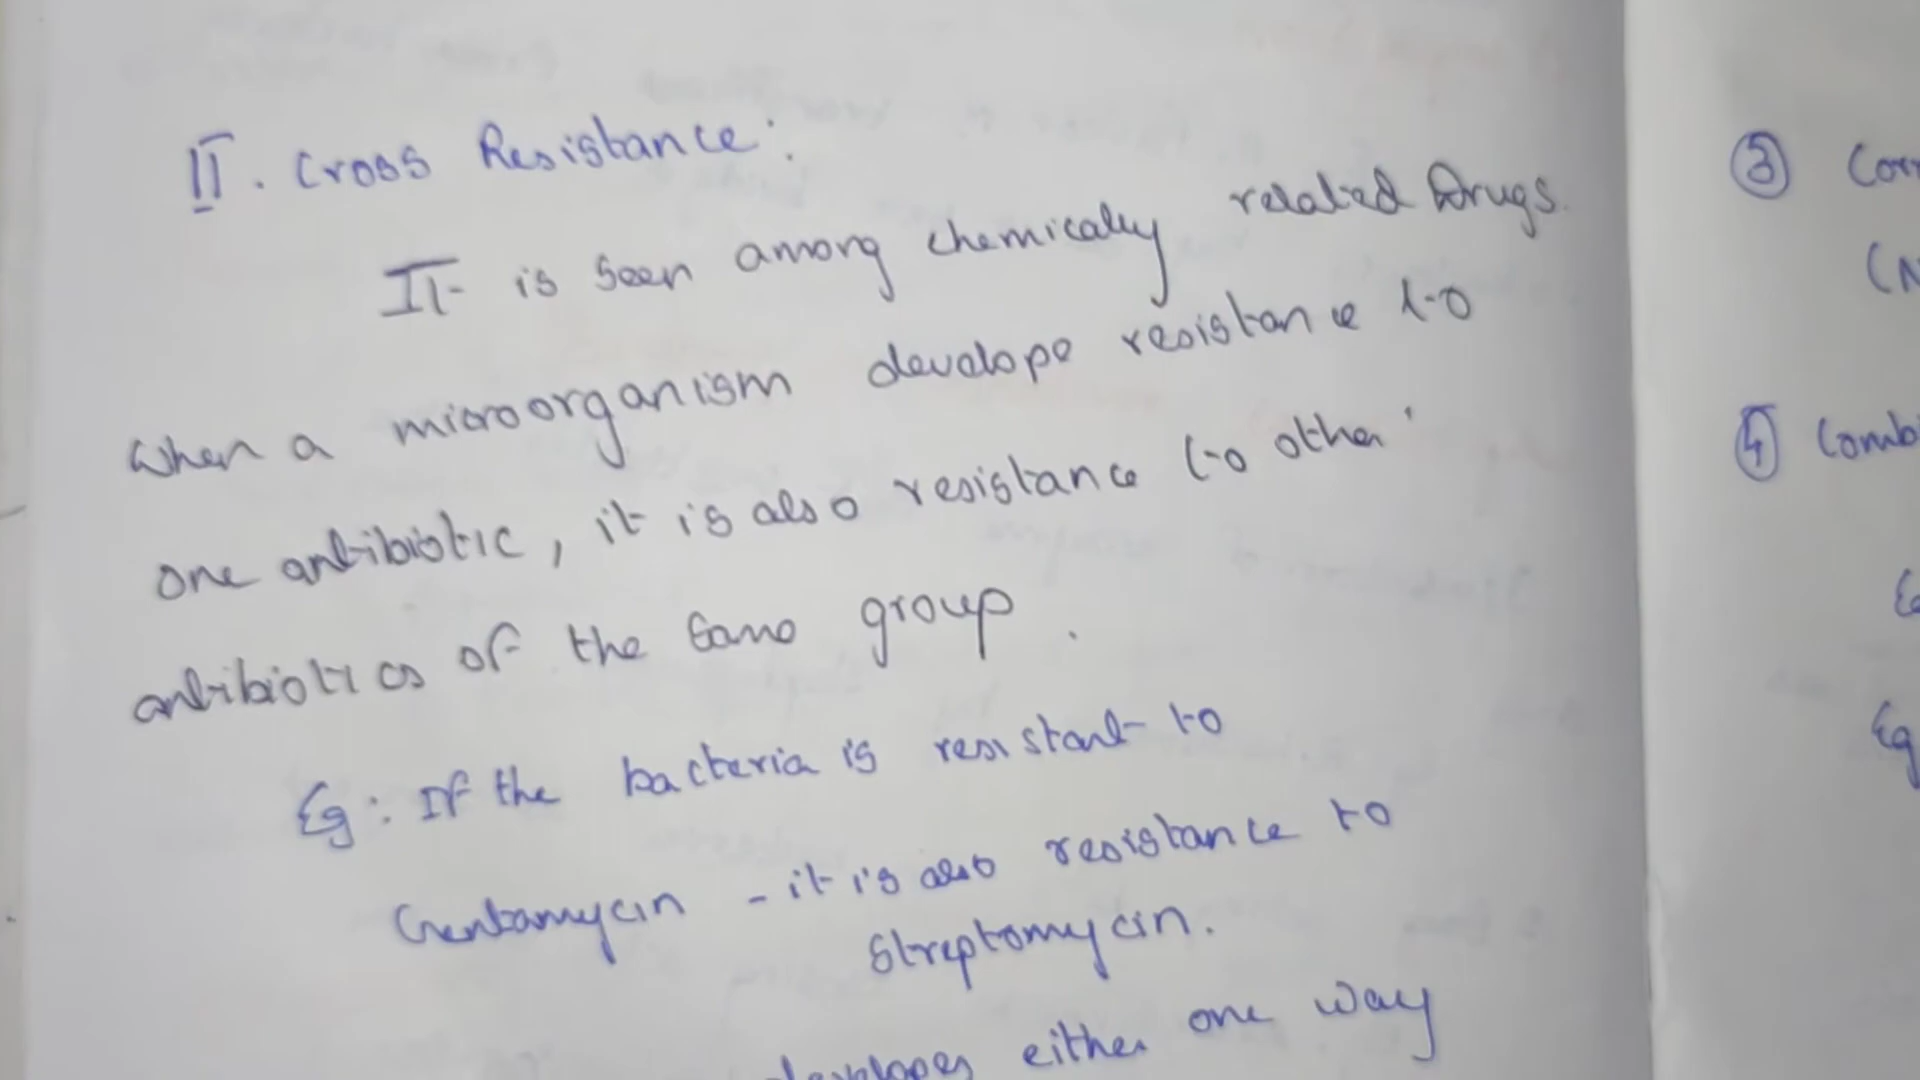 II. Cross Resistance:
It is seen among chemically related Drugs.
When a microorganism develope resistance to
one antibiotic, it is also resistance to other
antibiotics of the same group.
Eg: If the bacteria is resistant to
Gentamycin - it is also resistance to
Streptomycin.
developes either one way
③ 
④ Comb
Eg